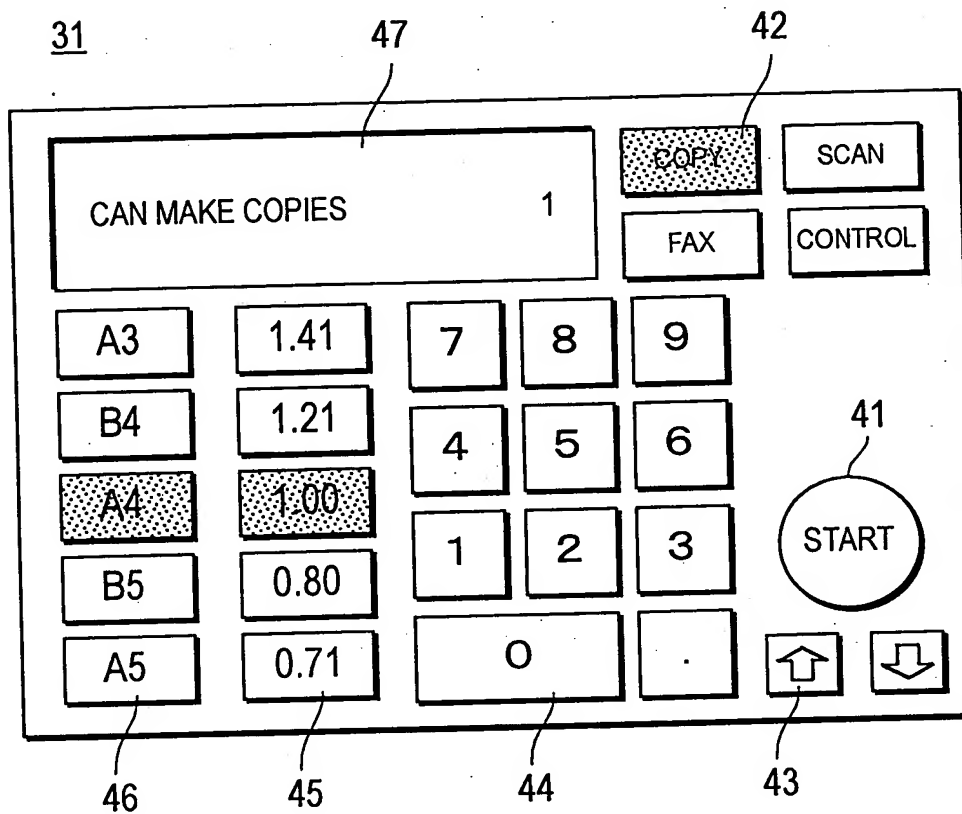 31
47
42
COPY
SCAN
CAN MAKE COPIES 1
FAX
CONTROL
A3 1.41 7 8 9
B4 1.21 4 5 6
41
A4 1.00
START
B5 0.80 1 2 3
A5 0.71 0 .
46 45 44 43